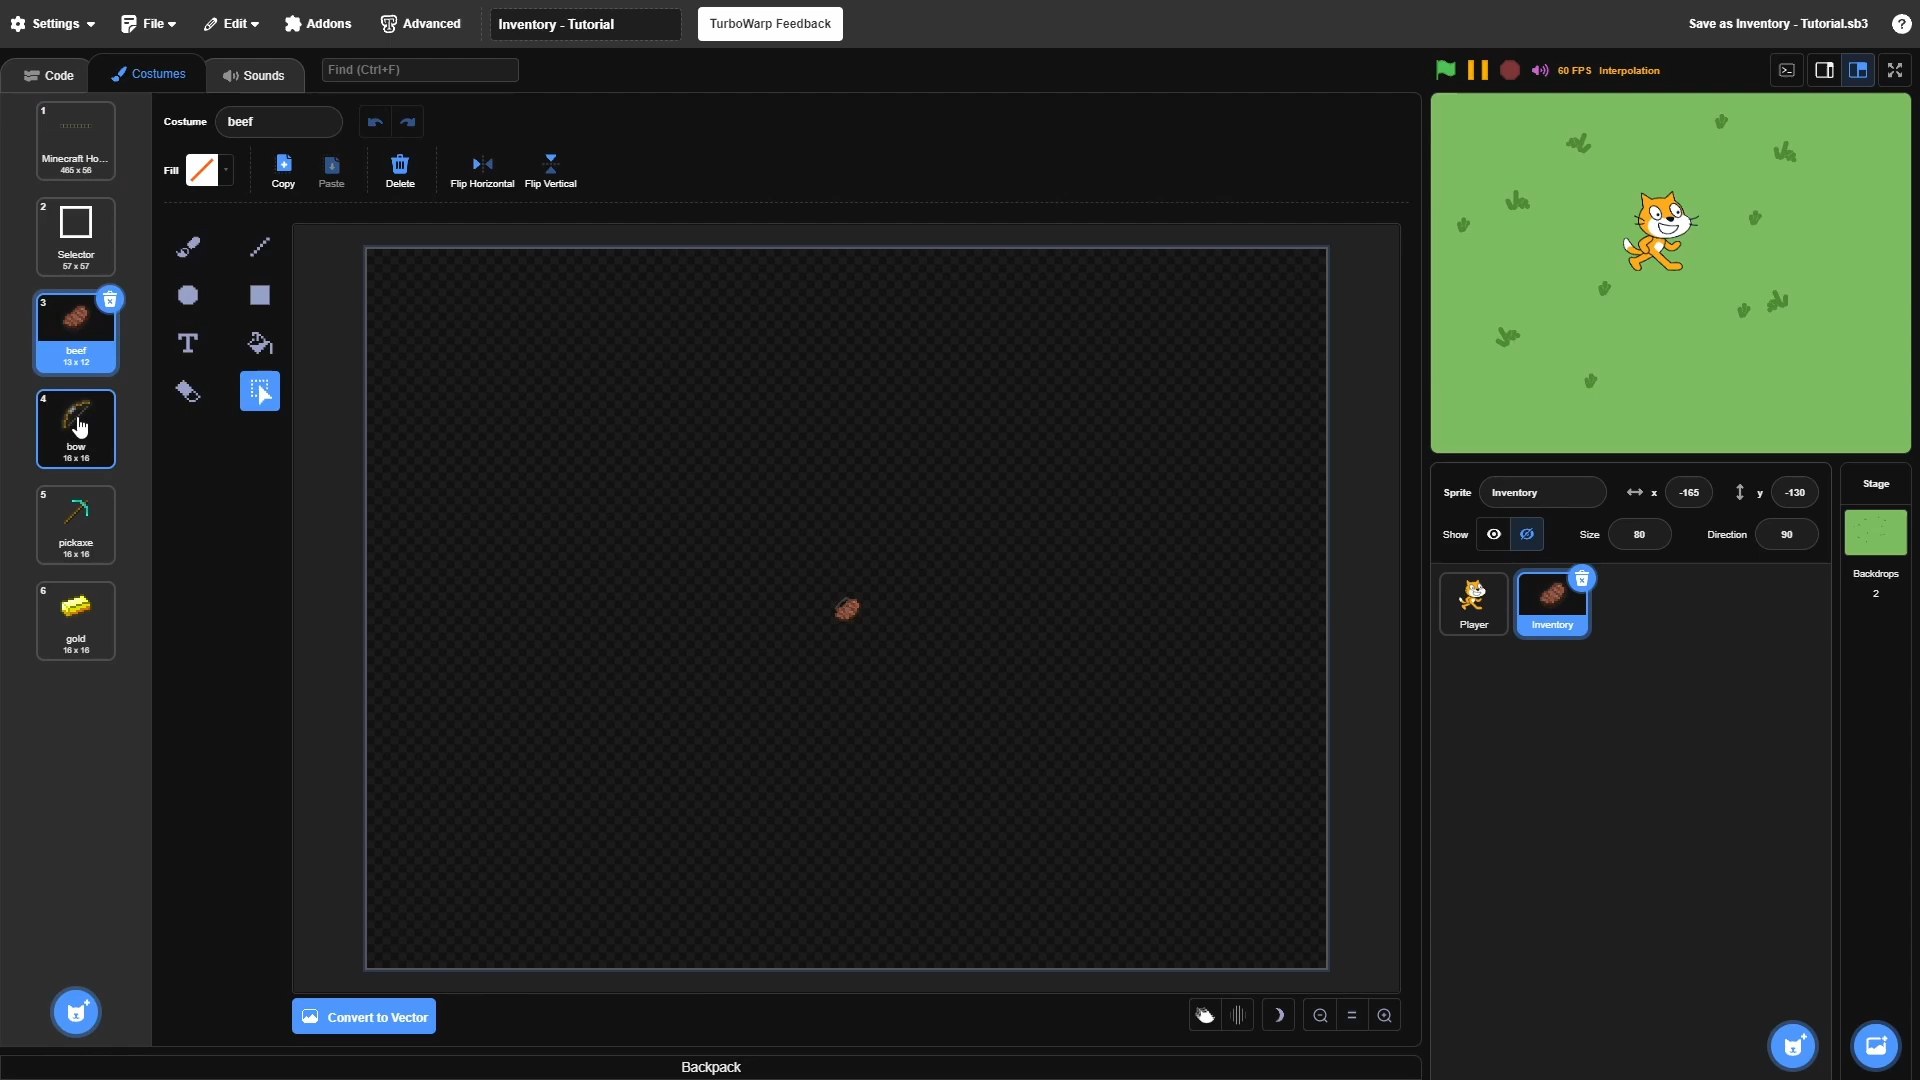 Settings File Edit Addons Advanced Inventory - Tutorial TurboWarp Feedback Save as Inventory - Tutorial.sb3 ?
Code Costumes Sounds Find (Ctrl+F) 60 FPS Interpolation
1
Minecraft Ho...
465 x 56
2
Selector
57 x 57
3
beef
13 x 12
4
bow
16 x 16
5
pickaxe
16 x 16
6
gold
16 x 16
Costume beef
Fill Copy Paste Delete Flip Horizontal Flip Vertical
T
Convert to Vector
Backpack
Sprite Inventory x -165 y -130
Show Size 80 Direction 90
Player Inventory
Stage
Backdrops
2